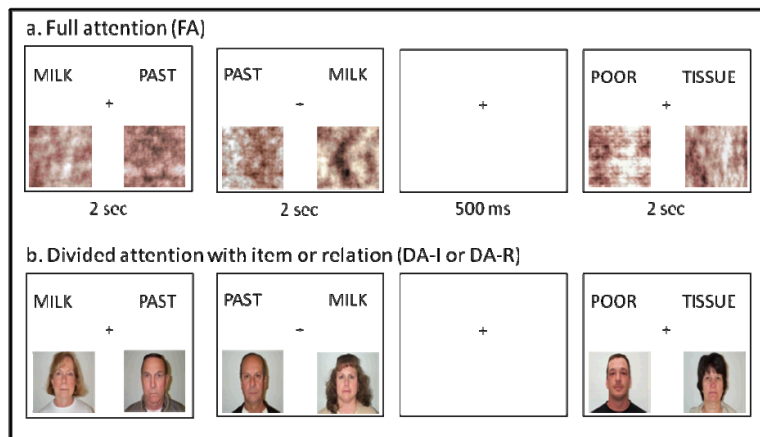 a. Full attention (FA)
MILK PAST PAST MILK POOR TISSUE
2 sec 2 sec 500 ms 2 sec
b. Divided attention with item or relation (DA-I or DA-R)
MILK PAST PAST MILK POOR TISSUE